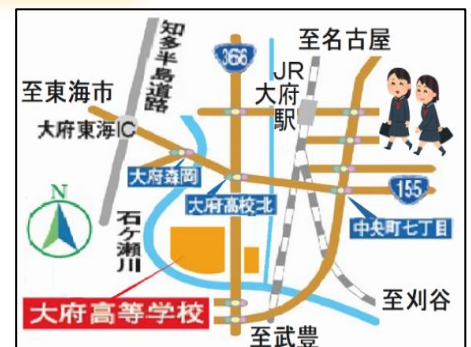 知多半島道路
366
至名古屋
至東海市
JR
大府駅
大府東海IC
大府森岡
大府高校北
155
N
中央町七丁目
石ケ瀬川
大府高等学校
至刈谷
至武豊